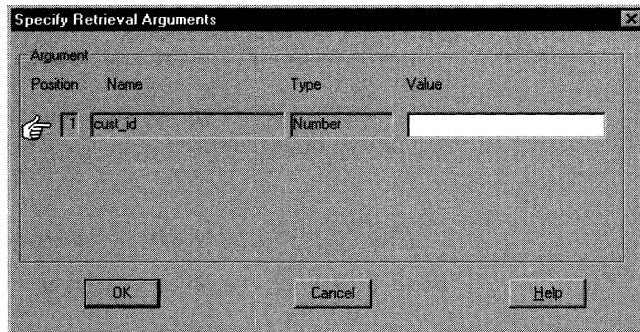 Specify Retrieval Arguments
Argument
Position Name Type Value
1 cust_id Number
OK Cancel Help